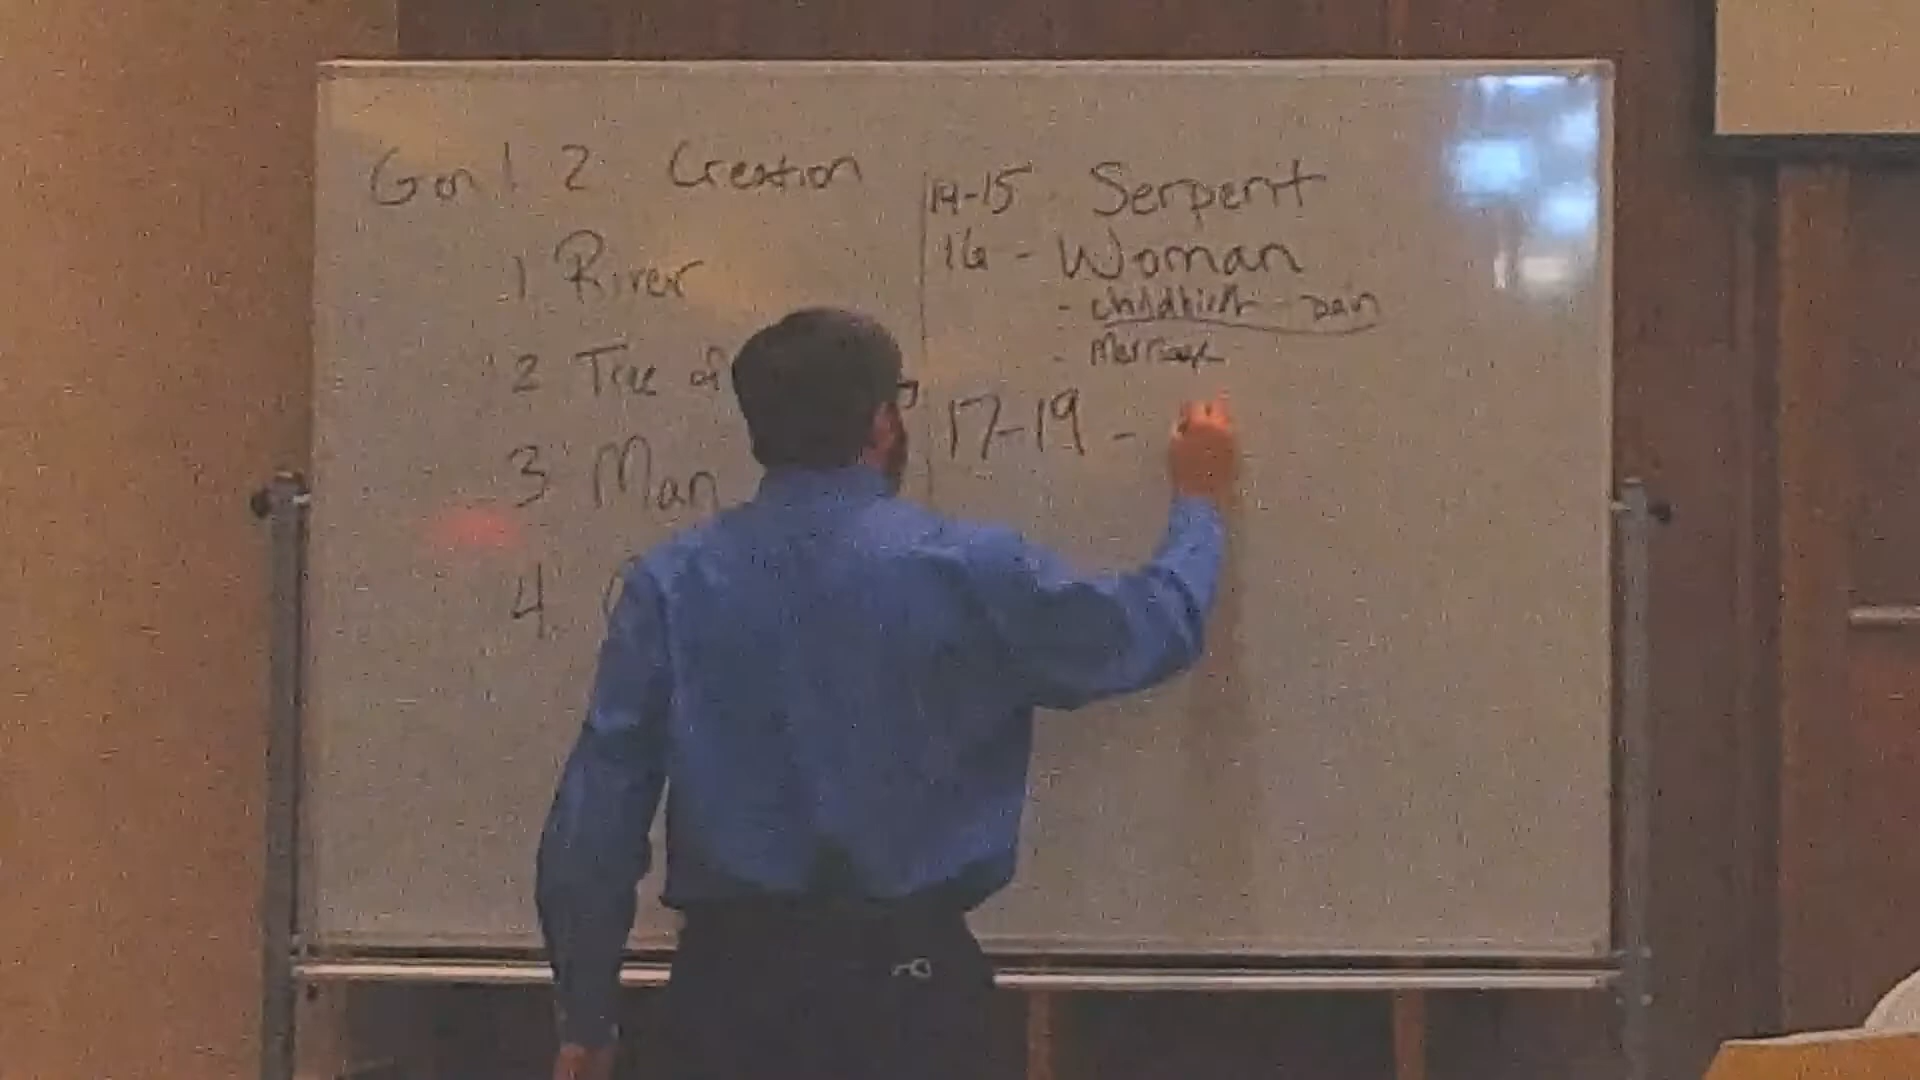 Gen 1 2 Creation
1 River
2 Tree of
3 Man
4.
14-15 - Serpent
16 - Woman
- childbirth - pain
- Marriage
17-19 -